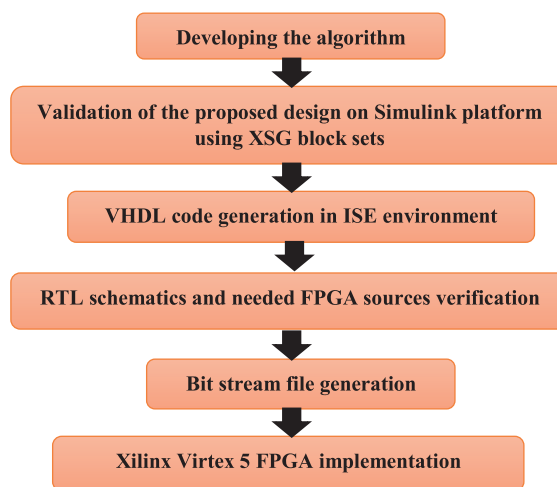 Developing the algorithm
Validation of the proposed design on Simulink platform
using XSG block sets
VHDL code generation in ISE environment
RTL schematics and needed FPGA sources verification
Bit stream file generation
Xilinx Virtex 5 FPGA implementation